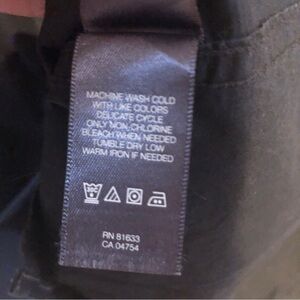 MACHINE WASH COLD
WITH LIKE COLORS
DELICATE CYCLE
ONLY NON-CHLORINE
BLEACH WHEN NEEDED
TUMBLE DRY LOW
WARM IRON IF NEEDED
RN 81633
CA 04754